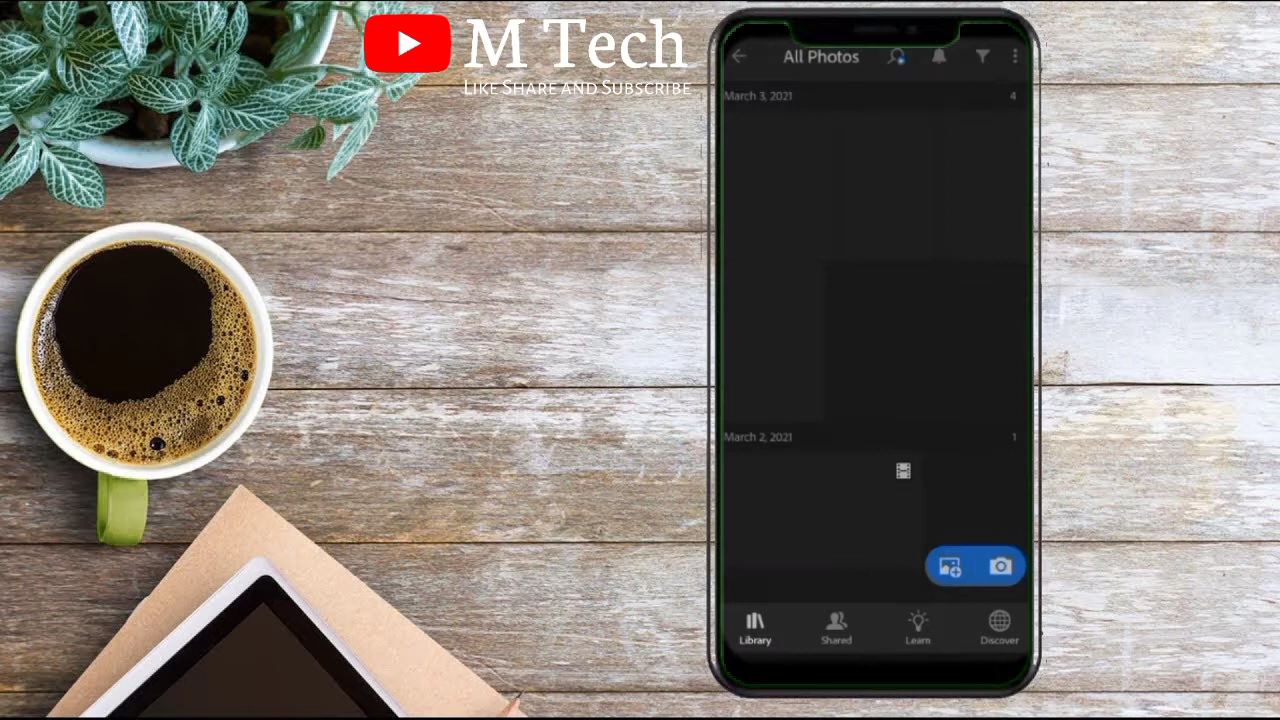 M Tech
Like Share and Subscribe
All Photos
March 3, 2021
4
March 2, 2021
1
Library
Shared
Learn
Discover